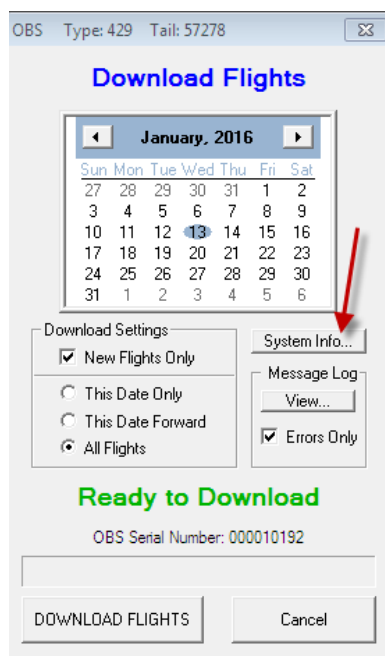 OBS Type: 429 Tail: 57278
Download Flights
January, 2016
Sun Mon Tue Wed Thu Fri Sat
27 28 29 30 31 1 2
3 4 5 6 7 8 9
10 11 12 13 14 15 16
17 18 19 20 21 22 23
24 25 26 27 28 29 30
31 1 2 3 4 5 6
Download Settings
New Flights Only
This Date Only
This Date Forward
All Flights
System Info...
Message Log
View...
Errors Only
Ready to Download
OBS Serial Number: 000010192
DOWNLOAD FLIGHTS
Cancel